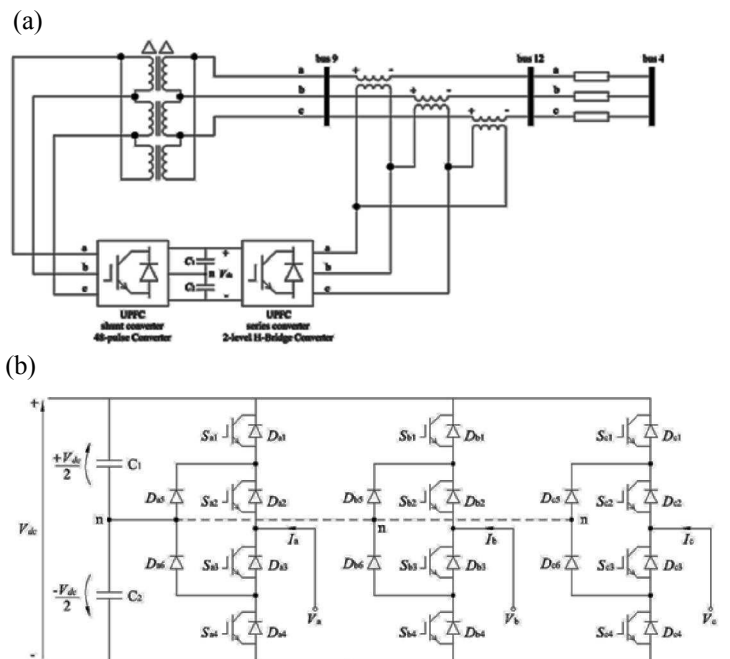 (a)
bus 9
bus 12
bus 4
a
a
b
b
c
c
+ -
+ -
+ -
a
b
c
C₁
C₂
+
n
V_dc
-
a
b
c
UPFC
shunt converter
48-pulse Converter
UPFC
series converter
2-level H-Bridge Converter
(b)
+
S_a1
D_a1
S_b1
D_b1
S_c1
D_c1
+V_dc
2
C₁
D_a5
S_a2
D_a2
D_b5
S_b2
D_b2
D_c5
S_c2
D_c2
V_dc
n
n
n
I_a
I_b
I_c
D_a6
S_a3
D_a3
D_b6
S_b3
D_b3
D_c6
S_c3
D_c3
-V_dc
2
C₂
V_a
V_b
V_c
S_a4
D_a4
S_b4
D_b4
S_c4
D_c4
-